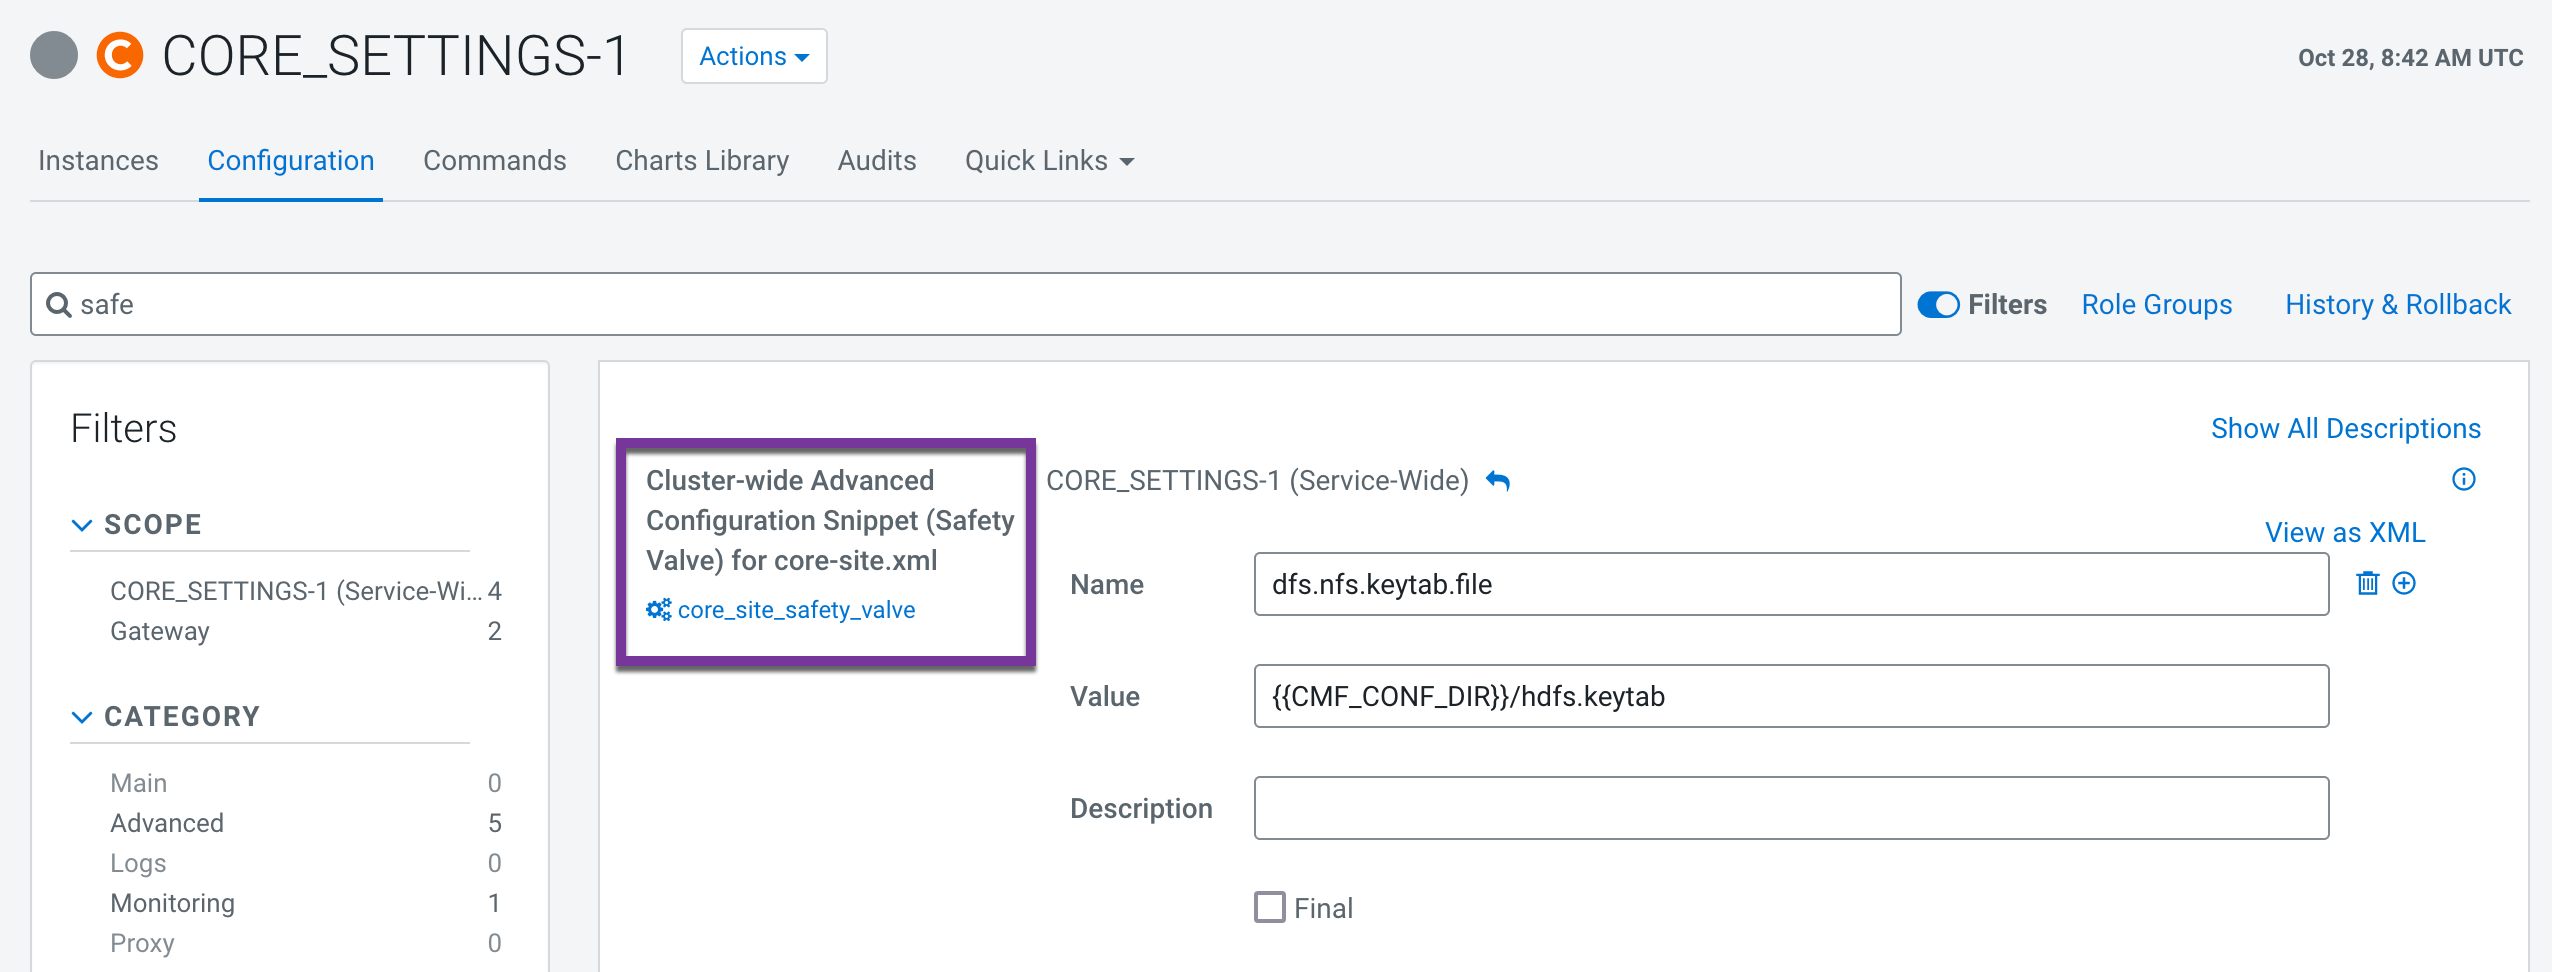 CORE_SETTINGS-1
Actions
Oct 28, 8:42 AM UTC
Instances
Configuration
Commands
Charts Library
Audits
Quick Links
safe
Filters
Role Groups
History & Rollback
Filters
SCOPE
CORE_SETTINGS-1 (Service-Wi... 4
Gateway 2
CATEGORY
Main 0
Advanced 5
Logs 0
Monitoring 1
Proxy 0
Show All Descriptions
Cluster-wide Advanced
Configuration Snippet (Safety
Valve) for core-site.xml
core_site_safety_valve
CORE_SETTINGS-1 (Service-Wide)
View as XML
Name
dfs.nfs.keytab.file
Value
{{CMF_CONF_DIR}}/hdfs.keytab
Description
Final